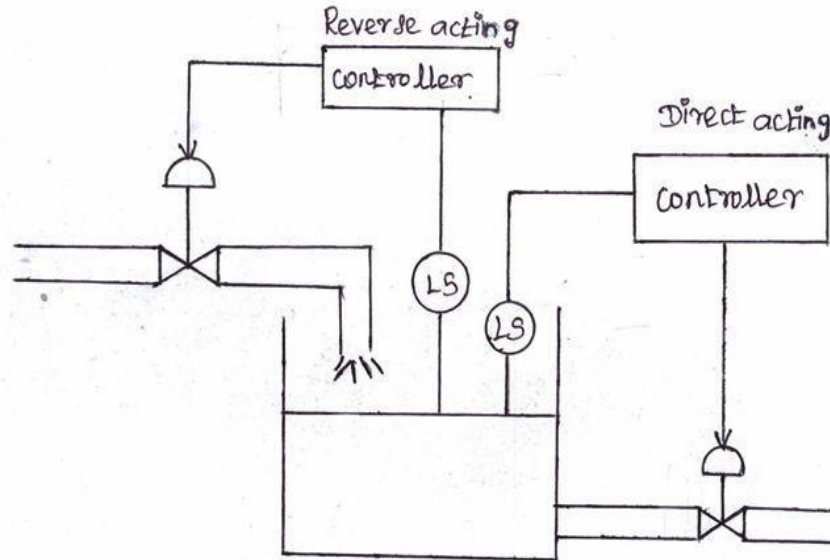 Reverse acting
controller
Direct acting
controller
LS
LS